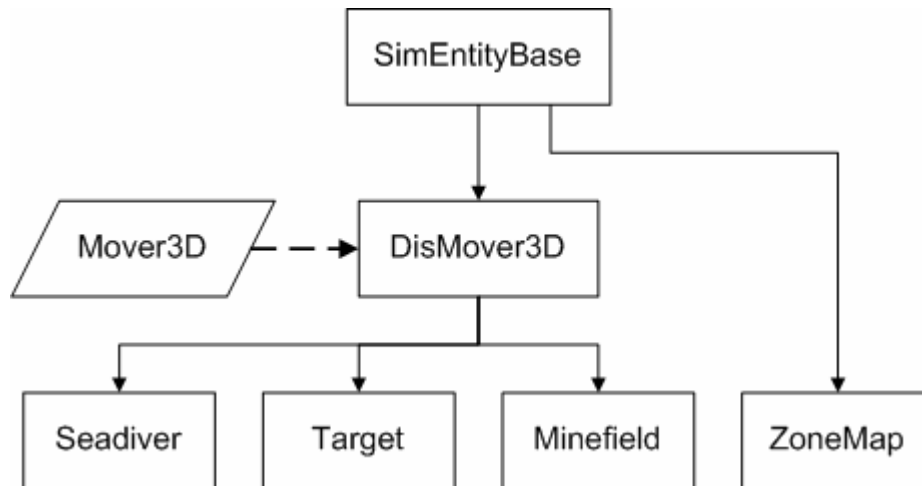 SimEntityBase
Mover3D
DisMover3D
Seadiver
Target
Minefield
ZoneMap